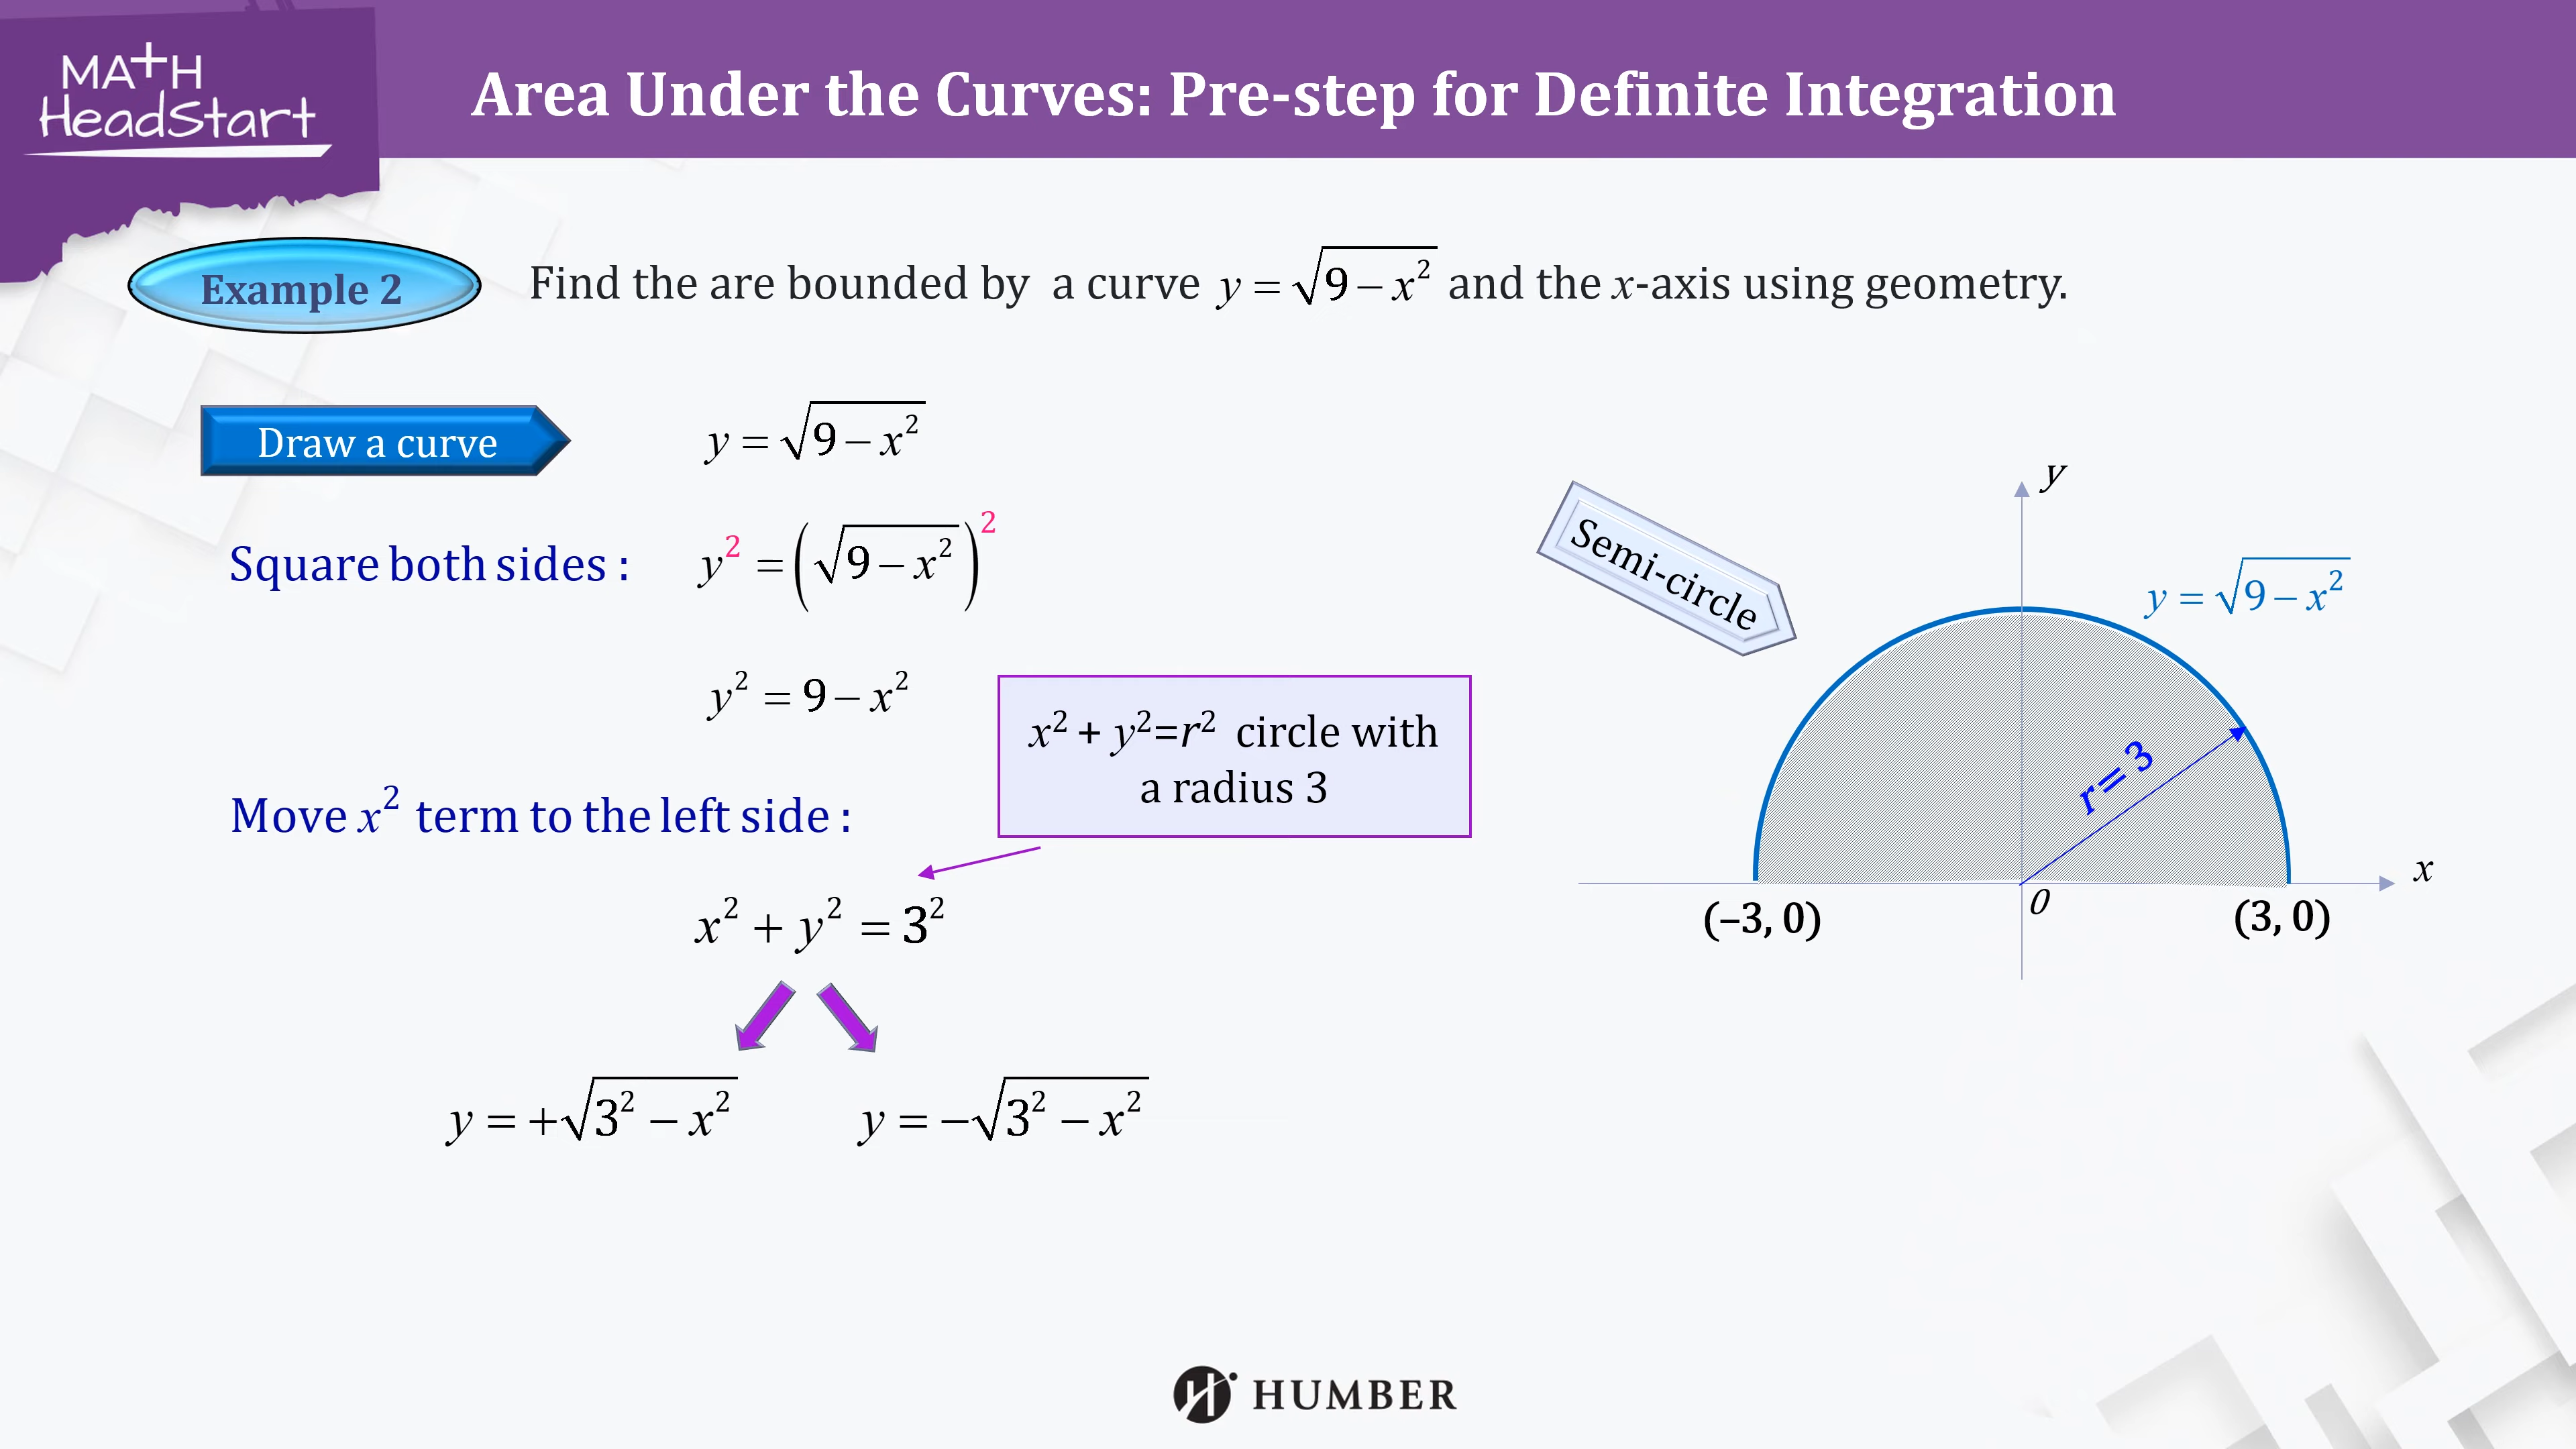 MATH
HeadStart
Area Under the Curves: Pre-step for Definite Integration
Example 2
Find the are bounded by a curve y = √(9 – x²) and the x-axis using geometry.
Draw a curve
y = √(9 – x²)
Square both sides :
y² = (√(9 – x²))²
y² = 9 – x²
x² + y²=r² circle with
a radius 3
Move x² term to the left side :
x² + y² = 3²
y = +√(3² – x²)
y = –√(3² – x²)
Semi-circle
y
y = √(9 – x²)
r = 3
x
0
(–3, 0)
(3, 0)
HUMBER